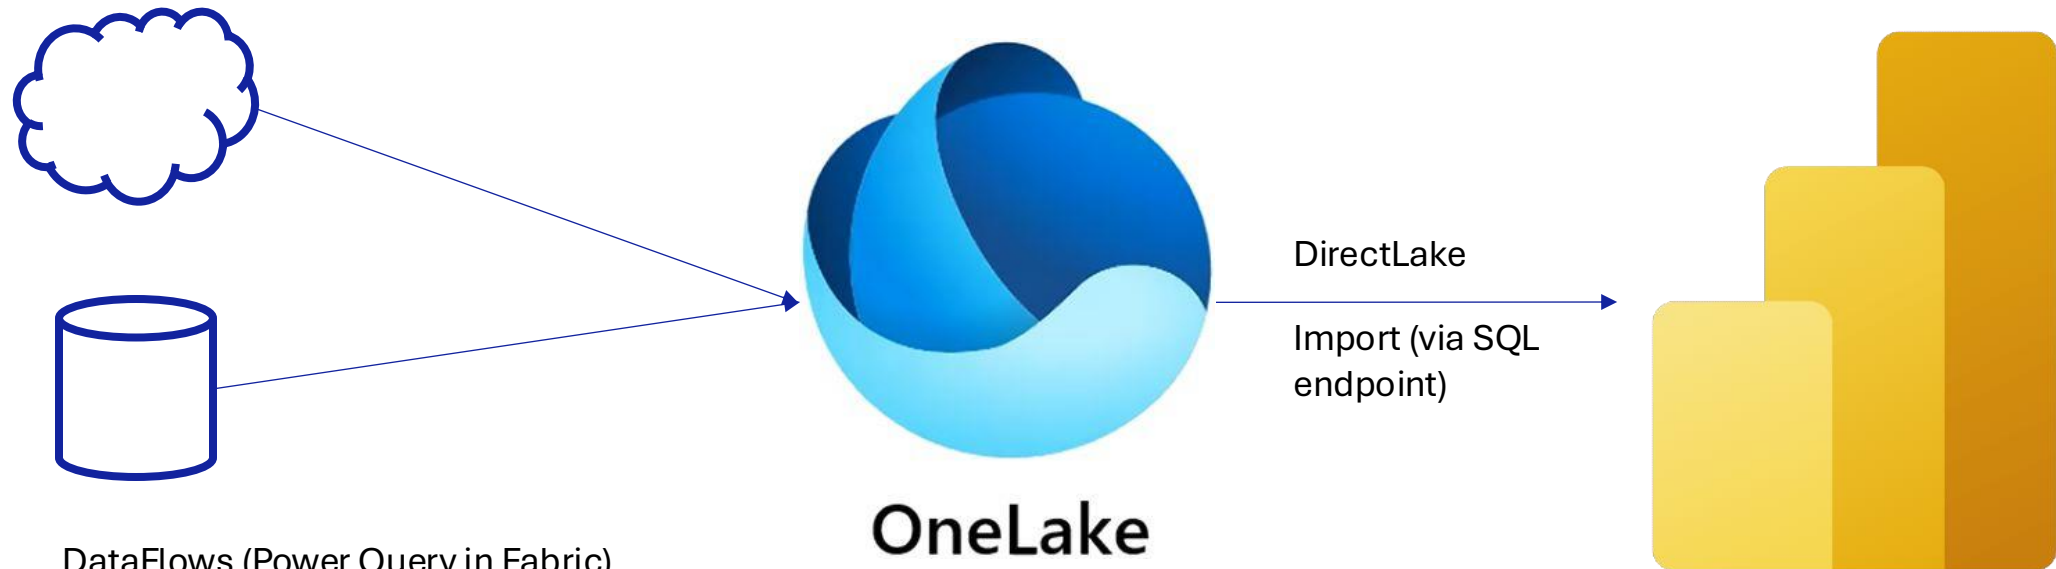 DirectLake
Import (via SQL
endpoint)
OneLake
DataFlows (Power Query in Fabric)